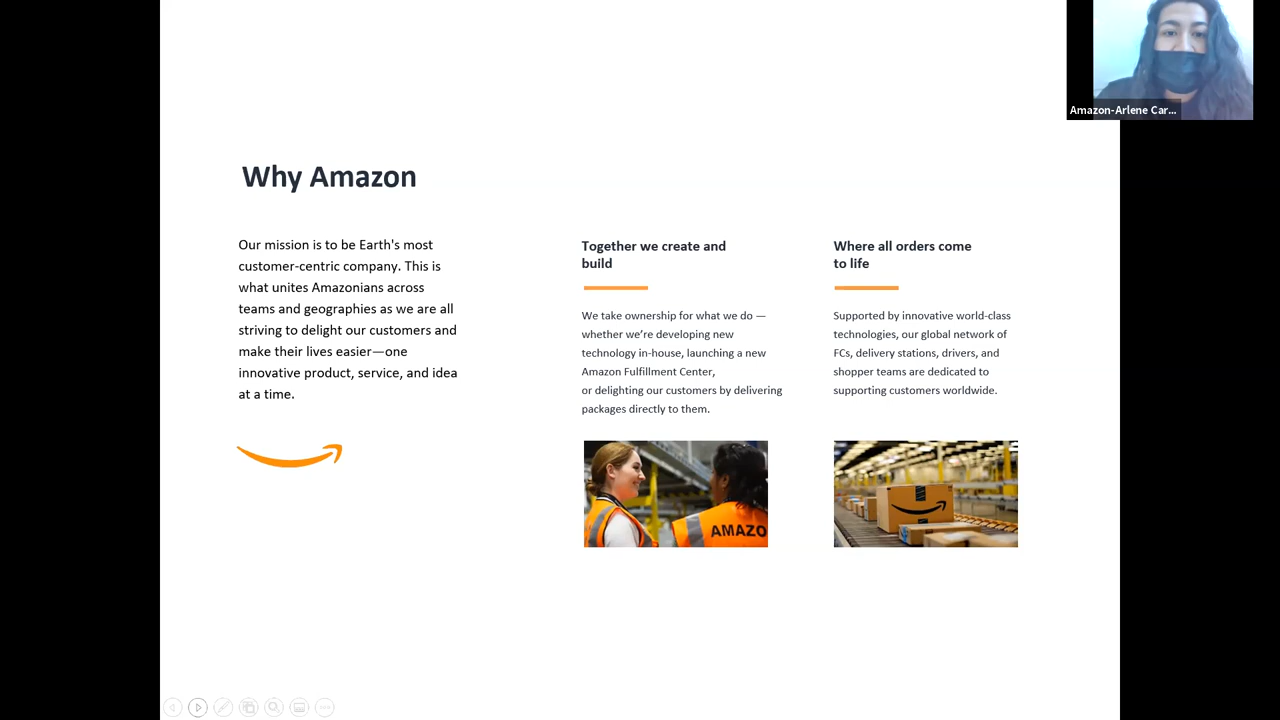 Amazon-Arlene Car...
Why Amazon
Our mission is to be Earth's most
customer-centric company. This is
what unites Amazonians across
teams and geographies as we are all
striving to delight our customers and
make their lives easier—one
innovative product, service, and idea
at a time.
Together we create and
build
We take ownership for what we do —
whether we're developing new
technology in-house, launching a new
Amazon Fulfillment Center,
or delighting our customers by delivering
packages directly to them.
AMAZO
Where all orders come
to life
Supported by innovative world-class
technologies, our global network of
FCs, delivery stations, drivers, and
shopper teams are dedicated to
supporting customers worldwide.